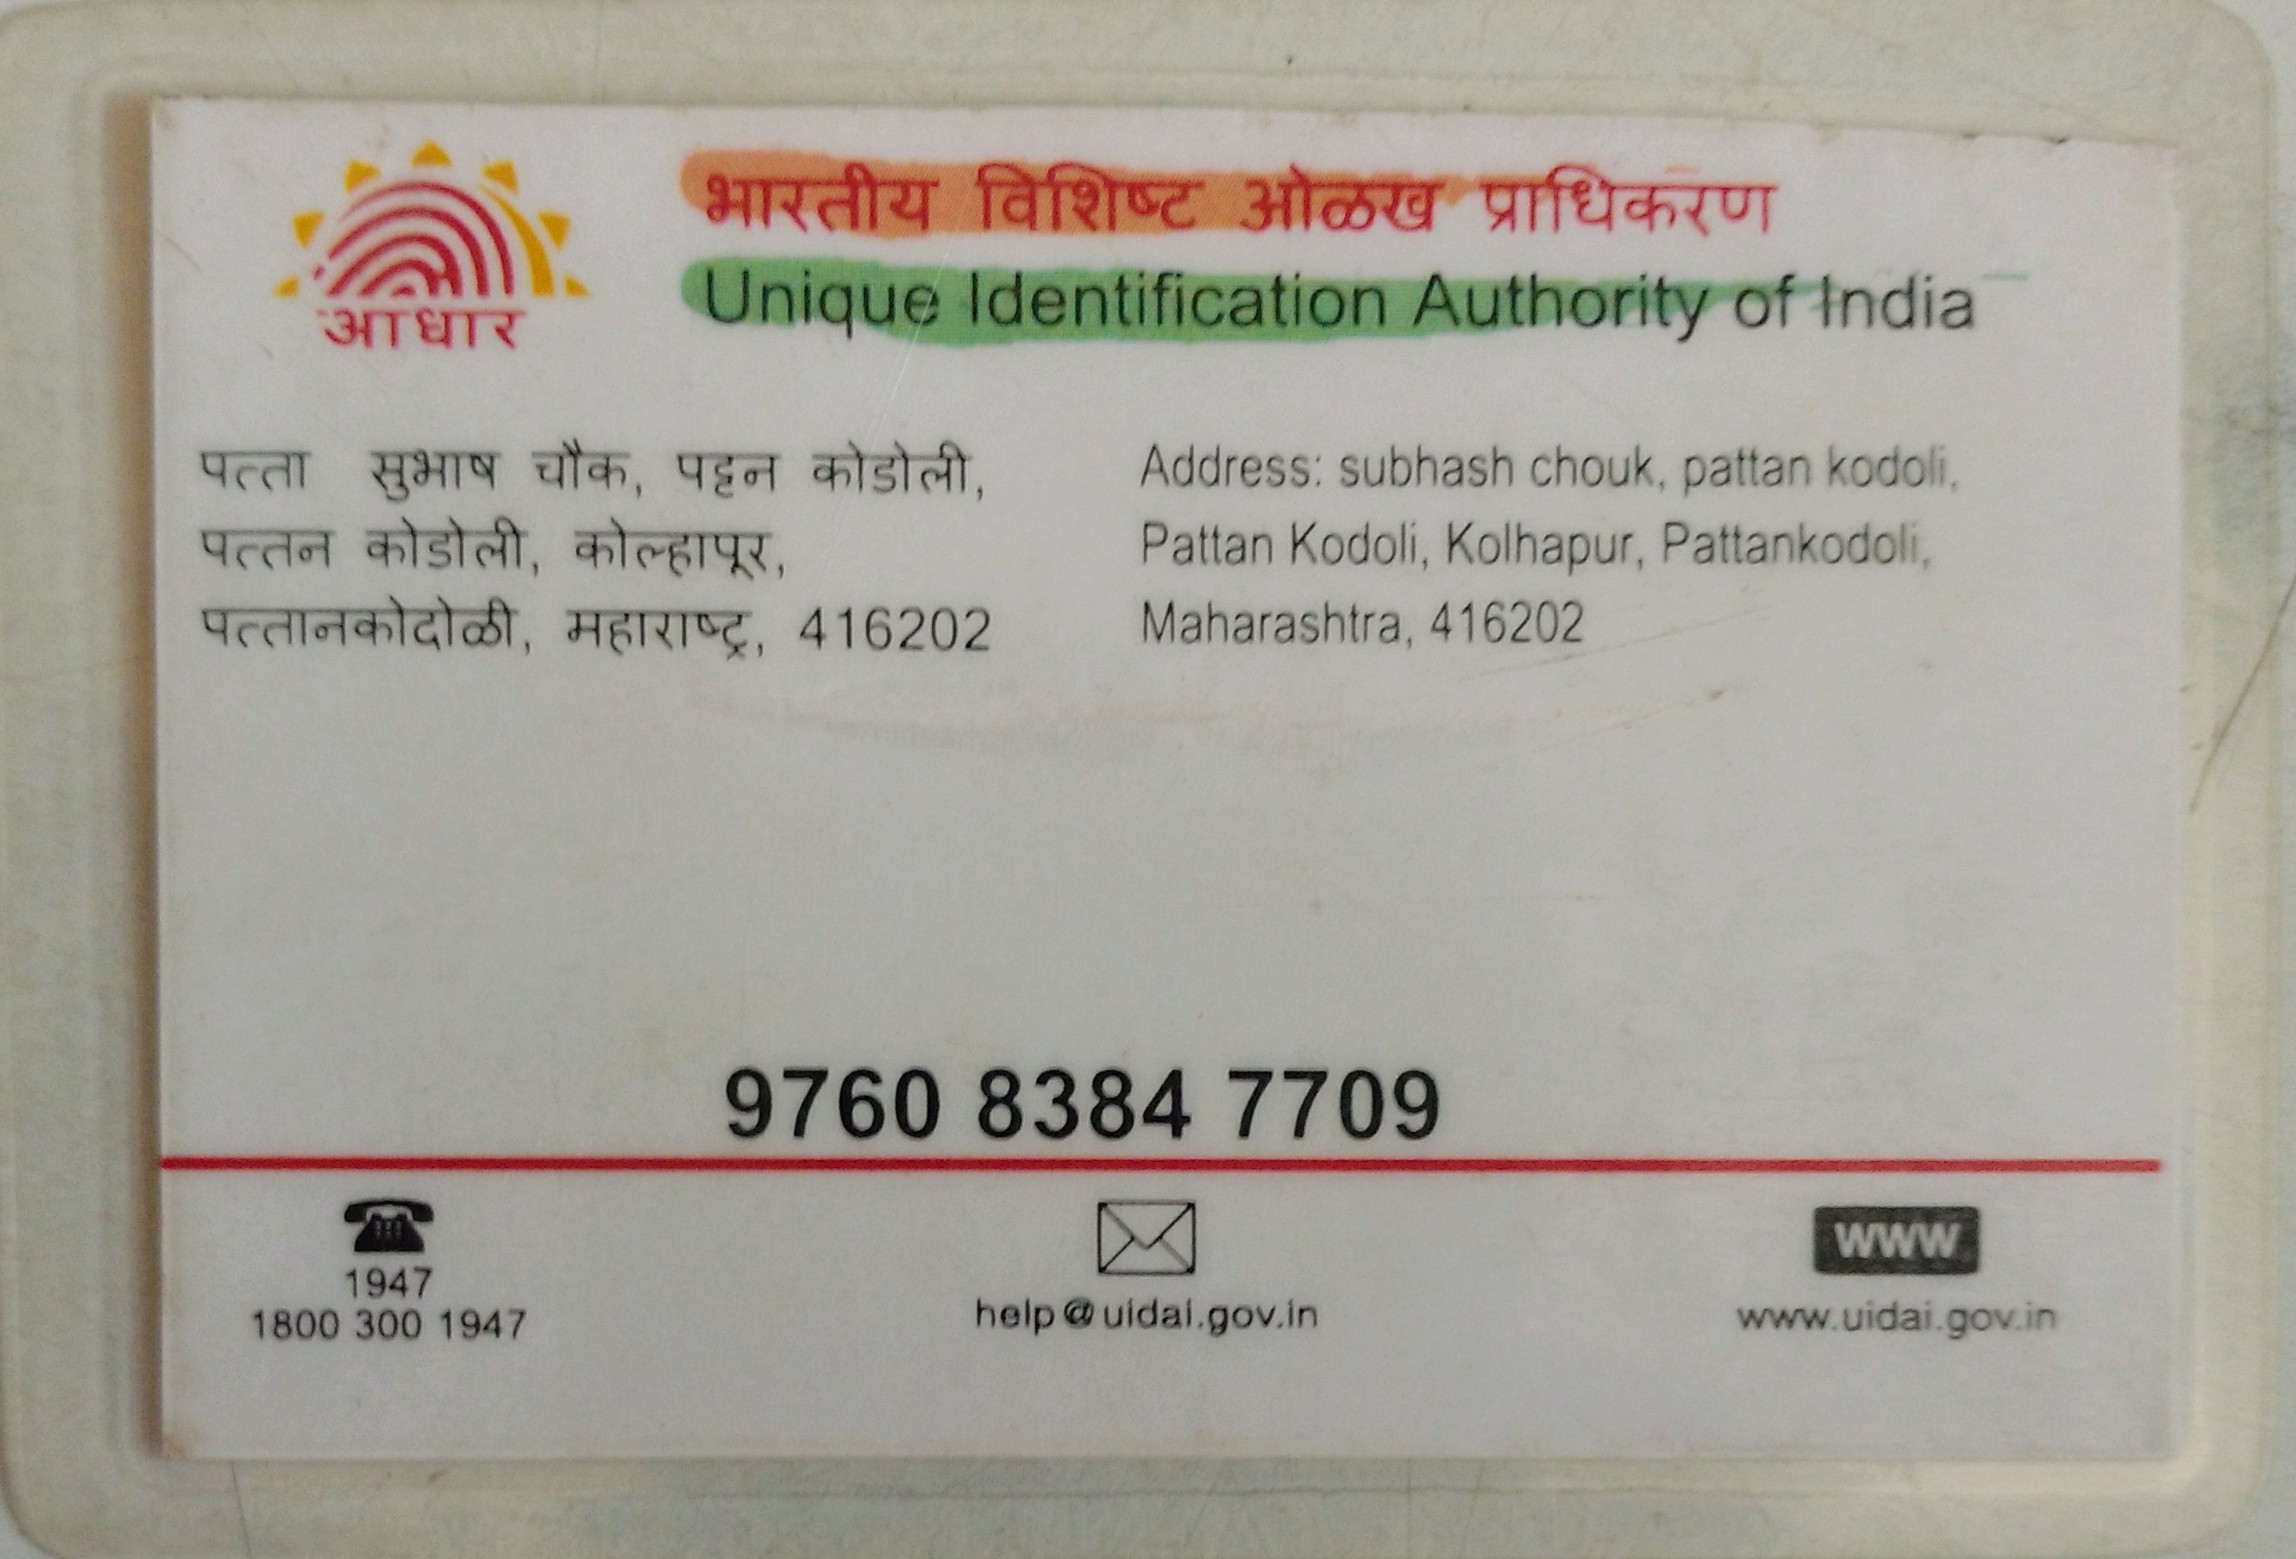 आधार
भारतीय विशिष्ट ओळख प्राधिकरण
Unique Identification Authority of India
पत्ता सुभाष चौक, पट्टन कोडोली,
पत्तन कोडोली, कोल्हापूर,
पत्तानकोदोळी, महाराष्ट्र, 416202
Address: subhash chouk, pattan kodoli,
Pattan Kodoli, Kolhapur, Pattankodoli,
Maharashtra, 416202
9760 8384 7709
1947
1800 300 1947
help@uidai.gov.in
WWW
www.uidai.gov.in